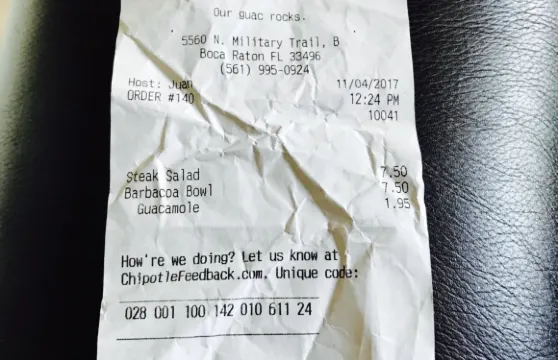 Our guac rocks.
5560 N. Military Trail, B
Boca Raton FL 33496
(561) 995-0924
Host: Juan 11/04/2017
ORDER #140 12:24 PM
10041
Steak Salad 7.50
Barbacoa Bowl 7.50
Guacamole 1.95
How're we doing? Let us know at
ChipotleFeedback.com. Unique code:
028 001 100 142 010 611 24